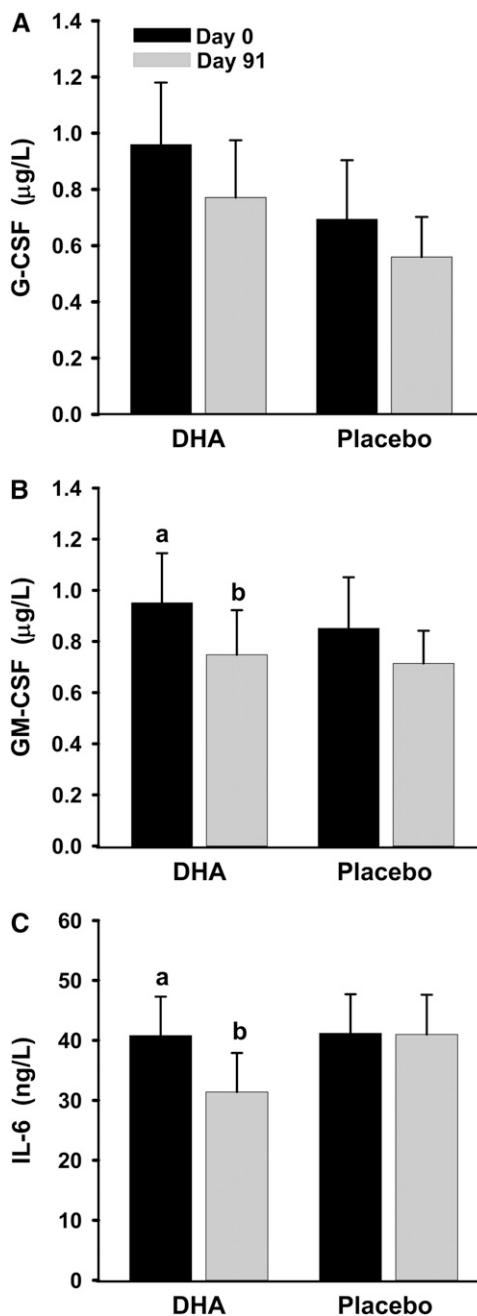 A
Day 0
Day 91
G-CSF (μg/L)
1.4
1.2
1.0
0.8
0.6
0.4
0.2
0.0
DHA Placebo
B
GM-CSF (μg/L)
1.4
1.2
1.0
0.8
0.6
0.4
0.2
0.0
a
b
DHA Placebo
C
IL-6 (ng/L)
60
50
40
30
20
10
0
a
b
DHA Placebo